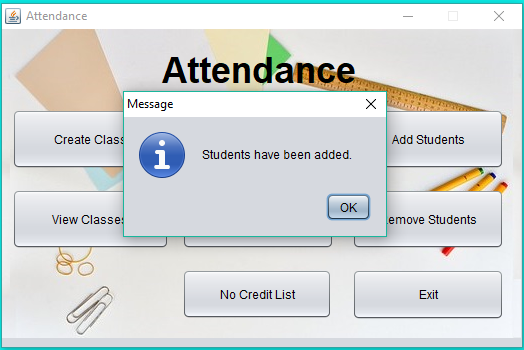 Attendance
Attendance
Message
Students have been added.
OK
Create Class
Add Students
View Classes
Remove Students
No Credit List
Exit